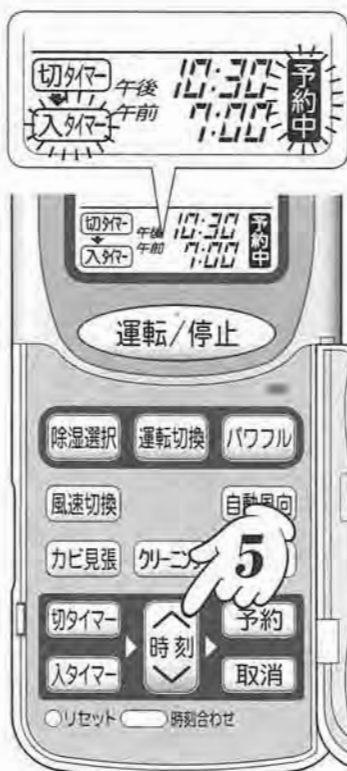 切タイマー 午後 10:30 予約中
入タイマー 午前 7:00
切タイマー 午後 10:30 予約中
入タイマー 午前 7:00
運転/停止
除湿選択 運転切換 パワフル
風速切換 自動風向
カビ見張 クリーニン
5
切タイマー 時刻 予約
入タイマー 取消
リセット 時刻合わせ